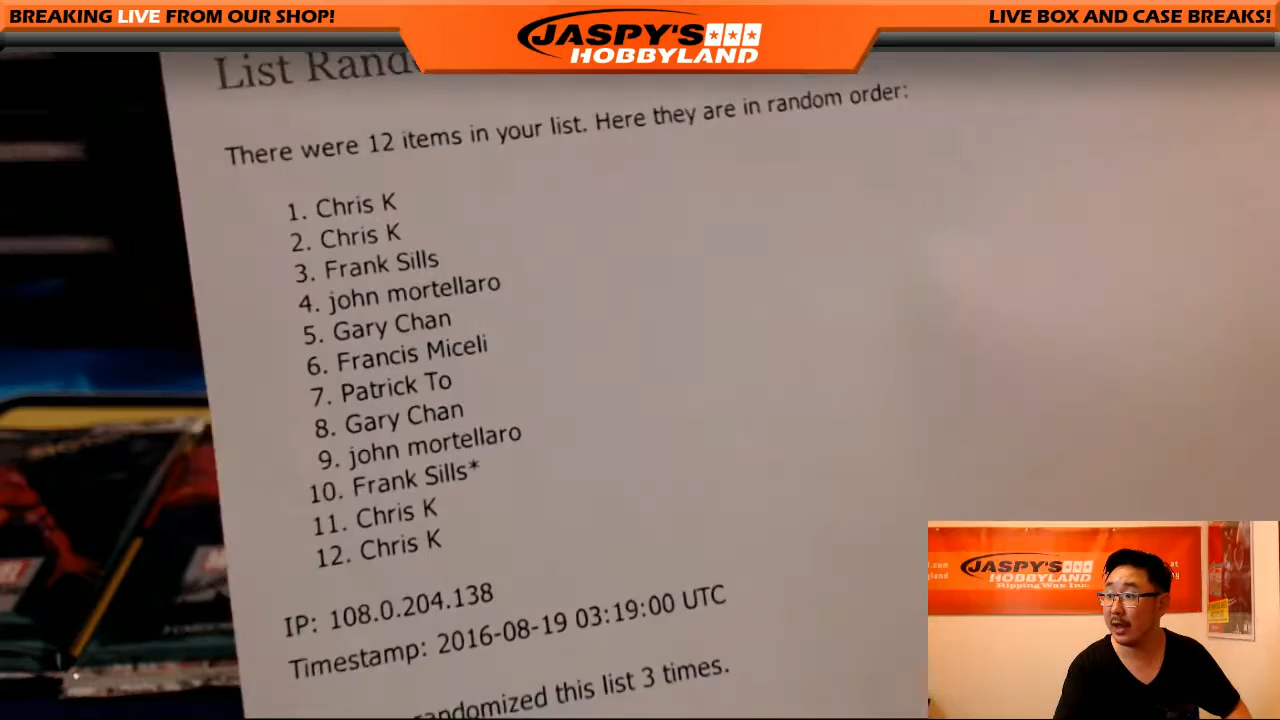 BREAKING LIVE FROM OUR SHOP!
JASPY'S
HOBBYLAND
LIVE BOX AND CASE BREAKS!
List
There were 12 items in your list. Here they are in random order:
1. Chris K
2. Chris K
3. Frank Sills
4. john mortellaro
5. Gary Chan
6. Francis Miceli
7. Patrick To
8. Gary Chan
9. john mortellaro
10. Frank Sills*
11. Chris K
12. Chris K
IP: 108.0.204.138
Timestamp: 2016-08-19 03:19:00 UTC
randomized this list 3 times.
JASPY'S
HOBBYLAND
Ripping Wax Inc.